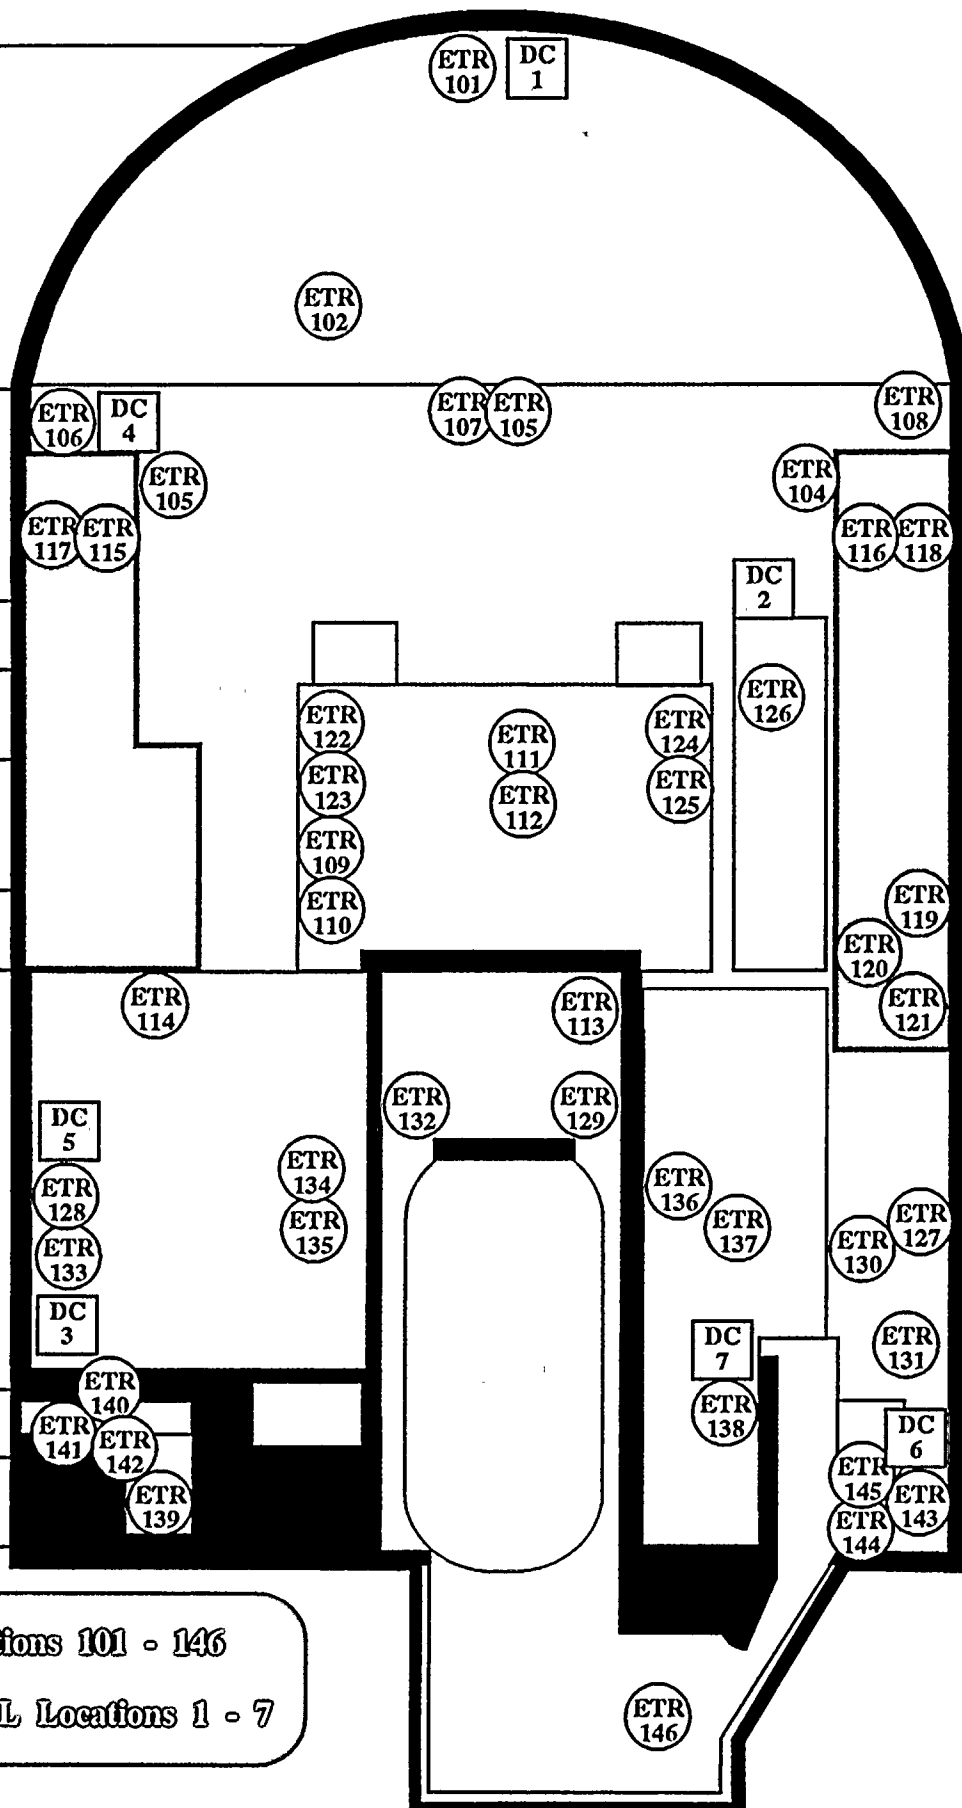 ETR
101
DC
1
ETR
102
ETR
106
DC
4
ETR
107
ETR
105
ETR
108
ETR
105
ETR
104
ETR
117
ETR
115
ETR
116
ETR
118
DC
2
ETR
126
ETR
122
ETR
111
ETR
124
ETR
123
ETR
112
ETR
125
ETR
109
ETR
110
ETR
119
ETR
120
ETR
121
ETR
114
ETR
113
ETR
132
ETR
129
DC
5
ETR
128
ETR
134
ETR
133
ETR
135
ETR
136
ETR
137
ETR
127
ETR
130
DC
3
DC
7
ETR
131
ETR
140
ETR
138
ETR
141
ETR
142
DC
6
ETR
145
ETR
139
ETR
143
ETR
144
tions 101 - 146
L Locations 1 - 7
ETR
146